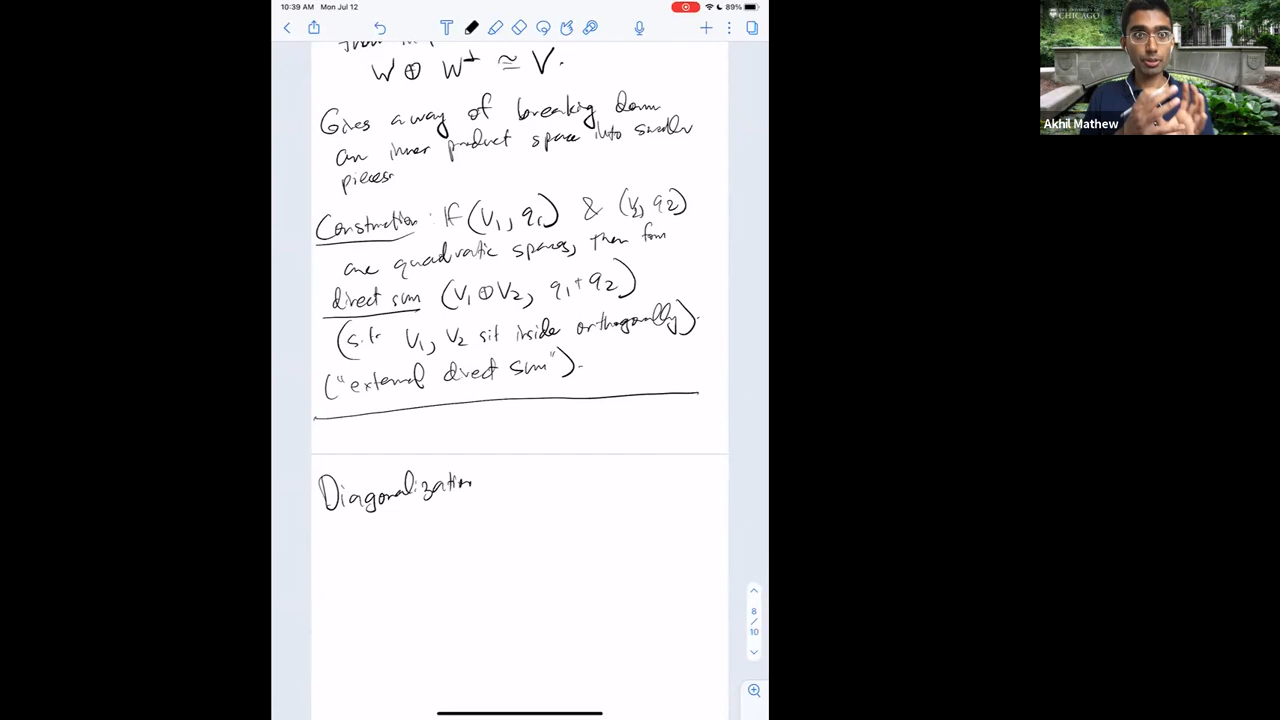 10:39 AM Mon Jul 12
89%
W ⊕ W⊥ ≃ V.
Gives a way of breaking down
an inner product space into smaller
pieces
Construction: If (V1, q1) & (V2, q2)
are quadratic spaces, then form
direct sum (V1 ⊕ V2, q1 + q2)
(s.t. V1, V2 sit inside orthogonally).
("external direct sum").
Diagonalization
8
/
10
THE UNIVERSITY OF
CHICAGO
Akhil Mathew